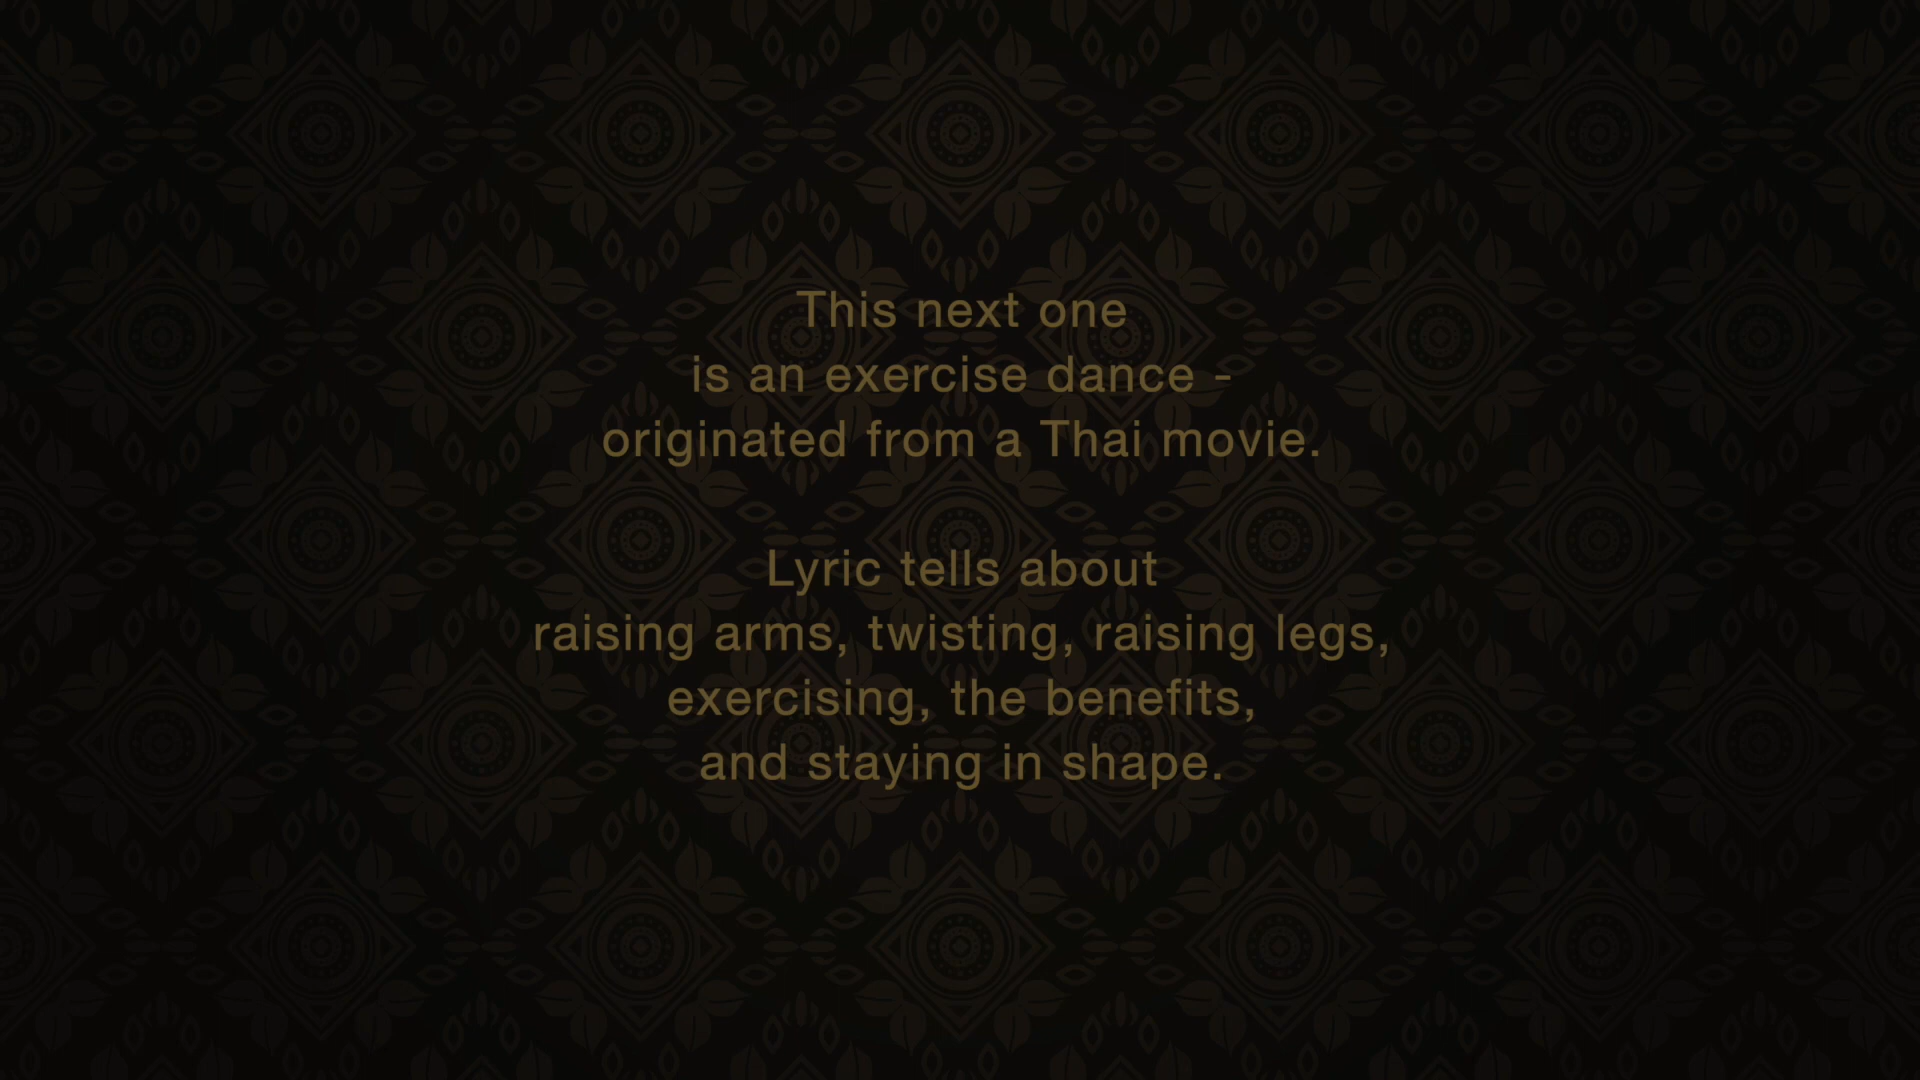 This next one
is an exercise dance -
originated from a Thai movie.
Lyric tells about
raising arms, twisting, raising legs,
exercising, the benefits,
and staying in shape.